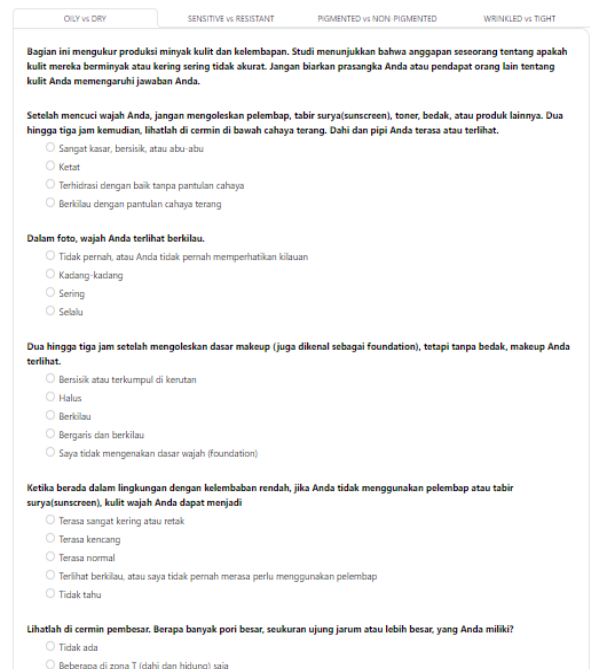 OILY vs DRY
SENSITIVE vs RESISTANT
PIGMENTED vs NON-PIGMENTED
WRINKLED vs TIGHT
Bagian ini mengukur produksi minyak kulit dan kelembapan. Studi menunjukkan bahwa anggapan seseorang tentang apakah
kulit mereka berminyak atau kering sering tidak akurat. Jangan biarkan prasangka Anda atau pendapat orang lain tentang
kulit Anda memengaruhi jawaban Anda.
Setelah mencuci wajah Anda, jangan mengoleskan pelembap, tabir surya(sunscreen), toner, bedak, atau produk lainnya. Dua
hingga tiga jam kemudian, lihatlah di cermin di bawah cahaya terang. Dahi dan pipi Anda terasa atau terlihat.
Sangat kasar, bersisik, atau abu-abu
Ketat
Terhidrasi dengan baik tanpa pantulan cahaya
Berkilau dengan pantulan cahaya terang
Dalam foto, wajah Anda terlihat berkilau.
Tidak pernah, atau Anda tidak pernah memperhatikan kilauan
Kadang-kadang
Sering
Selalu
Dua hingga tiga jam setelah mengoleskan dasar makeup (juga dikenal sebagai foundation), tetapi tanpa bedak, makeup Anda
terlihat.
Bersisik atau terkumpul di kerutan
Halus
Berkilau
Bergaris dan berkilau
Saya tidak mengenakan dasar wajah (foundation)
Ketika berada dalam lingkungan dengan kelembaban rendah, jika Anda tidak menggunakan pelembap atau tabir
surya(sunscreen), kulit wajah Anda dapat menjadi
Terasa sangat kering atau retak
Terasa kencang
Terasa normal
Terlihat berkilau, atau saya tidak pernah merasa perlu menggunakan pelembap
Tidak tahu
Lihatlah di cermin pembesar. Berapa banyak pori besar, seukuran ujung jarum atau lebih besar, yang Anda miliki?
Tidak ada
Beberapa di zona T (dahi dan hidung) saja